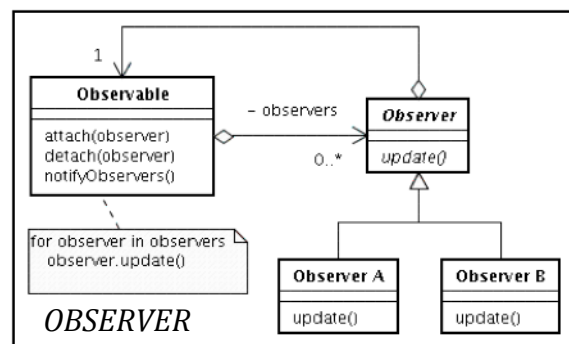 1
Observable
attach(observer)
detach(observer)
notifyObservers()
- observers
0..*
Observer
update()
for observer in observers
observer.update()
Observer A
update()
Observer B
update()
OBSERVER